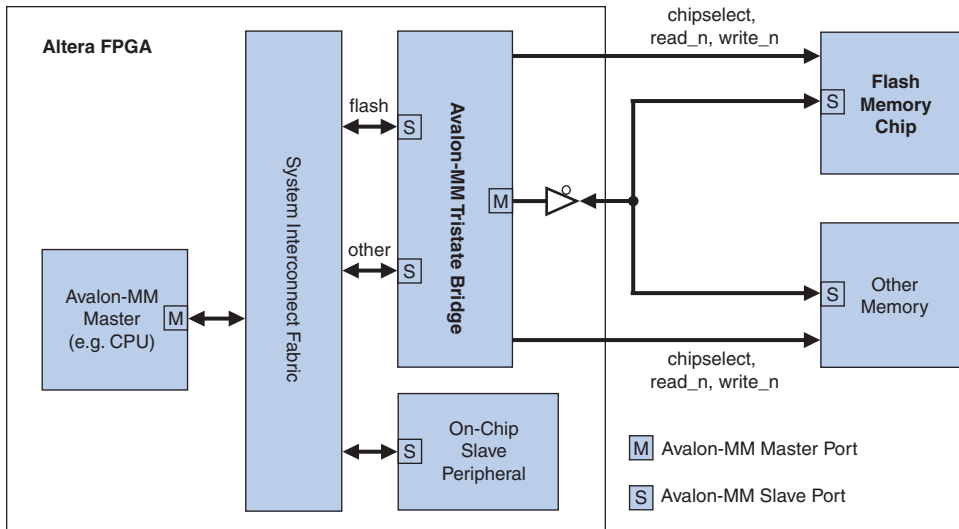 Altera FPGA
chipselect,
read_n, write_n
Flash
Memory
Chip
S
flash
S
Avalon-MM Tristate Bridge
M
System Interconnect Fabric
other
S
S
Other
Memory
Avalon-MM
Master
(e.g. CPU)
M
chipselect,
read_n, write_n
On-Chip
Slave
Peripheral
S
M Avalon-MM Master Port
S Avalon-MM Slave Port